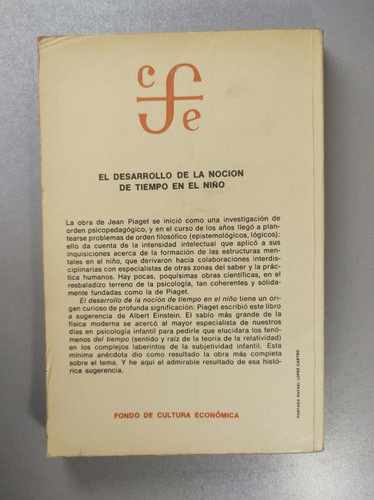 c f e
EL DESARROLLO DE LA NOCION
DE TIEMPO EN EL NIÑO
La obra de Jean Piaget se inició como una investigación de
orden psicopedagógico, y en el curso de los años llegó a plan-
tearse problemas de orden filosófico (epistemológicos, lógicos):
ello da cuenta de la intensidad intelectual que aplicó a sus
inquisiciones acerca de la formación de las estructuras men-
tales en el niño, que derivaron hacia colaboraciones interdis-
ciplinarias con especialistas de otras zonas del saber y la prác-
tica humanos. Hay pocas, poquísimas obras científicas, en el
resbaladizo terreno de la psicología, tan coherentes y sólida-
mente fundadas como la de Piaget.
El desarrollo de la noción de tiempo en el niño tiene un ori-
gen curioso de profunda significación: Piaget escribió este libro
a sugerencia de Albert Einstein. El sabio más grande de la
física moderna se acercó al mayor especialista de nuestros
días en psicología infantil para pedirle que elucidara los fenó-
menos del tiempo (sentido y raíz de la teoría de la relatividad)
en los complejos laberintos de la subjetividad infantil. Esta
mínima anécdota dio como resultado la obra más completa
sobre el tema. Y he aquí el admirable resultado de esa histó-
rica sugerencia.
FONDO DE CULTURA ECONÓMICA
PORTADA RAFAEL LOPEZ CASTRO